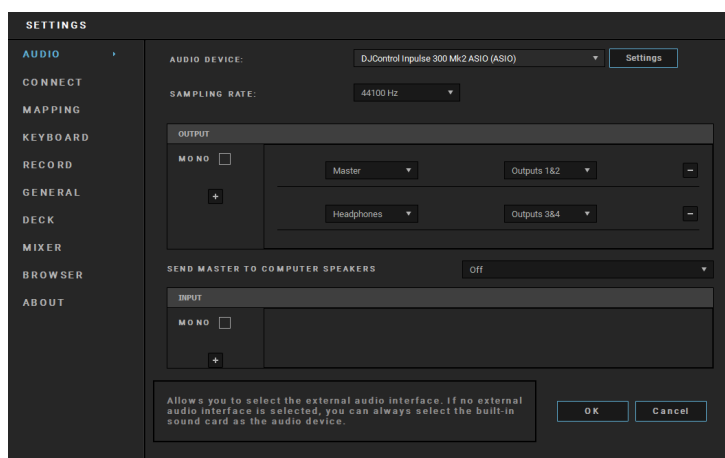 SETTINGS
AUDIO
CONNECT
MAPPING
KEYBOARD
RECORD
GENERAL
DECK
MIXER
BROWSER
ABOUT
AUDIO DEVICE: DJControl Inpulse 300 Mk2 ASIO (ASIO) Settings
SAMPLING RATE: 44100 Hz
OUTPUT
MONO
+
Master Outputs 1&2 −
Headphones Outputs 3&4 −
SEND MASTER TO COMPUTER SPEAKERS Off
INPUT
MONO
+
Allows you to select the external audio interface. If no external
audio interface is selected, you can always select the built-in
sound card as the audio device.
OK Cancel